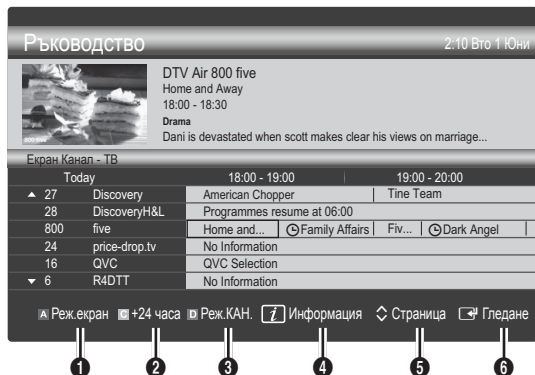 Ръководство 2:10 Вто 1 Юни
DTV Air 800 five
Home and Away
18:00 - 18:30
Drama
Dani is devastated when scott makes clear his views on marriage...
800 five
Екран Канал - ТВ
Today 18:00 - 19:00 19:00 - 20:00
▲ 27 Discovery American Chopper Tine Team
28 DiscoveryH&L Programmes resume at 06:00
800 five Home and... Family Affairs Fiv... Dark Angel
24 price-drop.tv No Information
16 QVC QVC Selection
▼ 6 R4DTT No Information
A Реж.екран C +24 часа D Реж.КАН. i Информация Страница Гледане
1 2 3 4 5 6